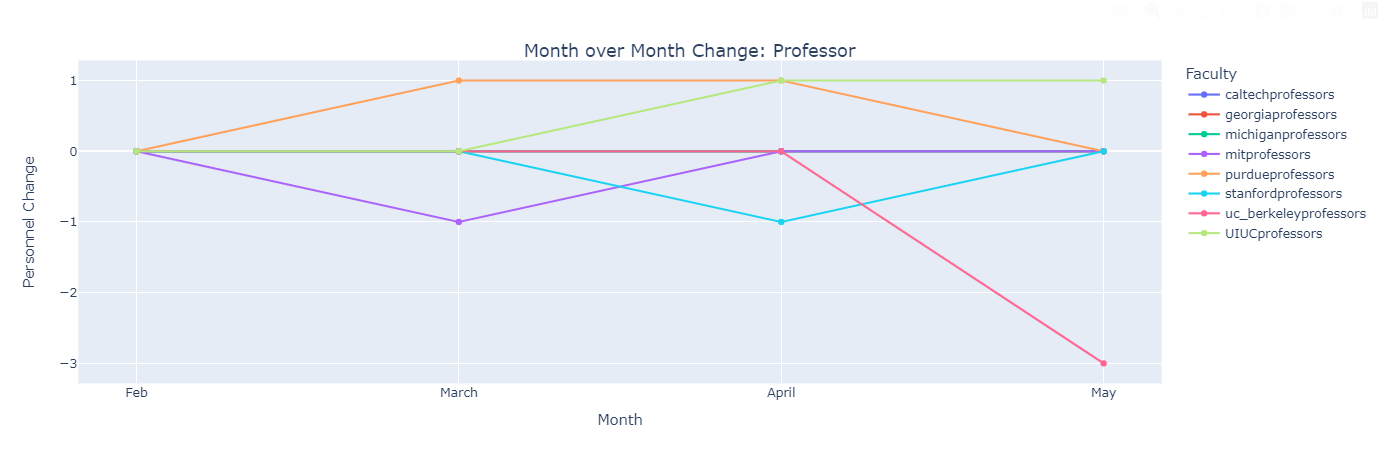 Month over Month Change: Professor
Personnel Change
1
0
−1
−2
−3
Feb
March
April
May
Month
Faculty
caltechprofessors
georgiaprofessors
michiganprofessors
mitprofessors
purdueprofessors
stanfordprofessors
uc_berkeleyprofessors
UIUCprofessors